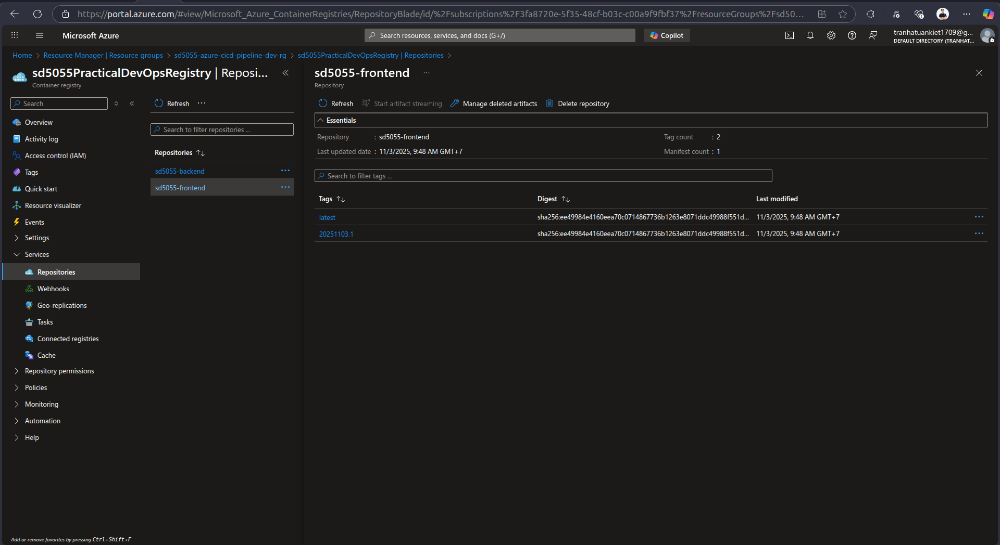 https://portal.azure.com/#view/Microsoft_Azure_ContainerRegistries/RepositoryBlade/id/%2Fsubscriptions%2F3fa8720e-5f35-48cf-b03c-c00a9f9fbf37%2FresourceGroups%2Fsd50...
Microsoft Azure
Search resources, services, and docs (G+/)
Copilot
tranhatuankiet1709@g...
DEFAULT DIRECTORY (TRANHAT...
Home > Resource Manager | Resource groups > sd5055-azure-cicd-pipeline-dev-rg > sd5055PracticalDevOpsRegistry | Repositories >
sd5055PracticalDevOpsRegistry | Reposi...
Container registry
Search
Overview
Activity log
Access control (IAM)
Tags
Quick start
Resource visualizer
Events
Settings
Services
Repositories
Webhooks
Geo-replications
Tasks
Connected registries
Cache
Repository permissions
Policies
Monitoring
Automation
Help
Add or remove favorites by pressing Ctrl+Shift+F
Refresh ...
Search to filter repositories ...
Repositories
sd5055-backend
sd5055-frontend
sd5055-frontend ...
Repository
Refresh Start artifact streaming Manage deleted artifacts Delete repository
Essentials
Repository : sd5055-frontend Tag count : 2
Last updated date : 11/3/2025, 9:48 AM GMT+7 Manifest count : 1
Search to filter tags ...
Tags Digest Last modified
latest sha256:ee49984e4160eea70c0714867736b1263e8071ddc49988f551d... 11/3/2025, 9:48 AM GMT+7
20251103.1 sha256:ee49984e4160eea70c0714867736b1263e8071ddc49988f551d... 11/3/2025, 9:48 AM GMT+7